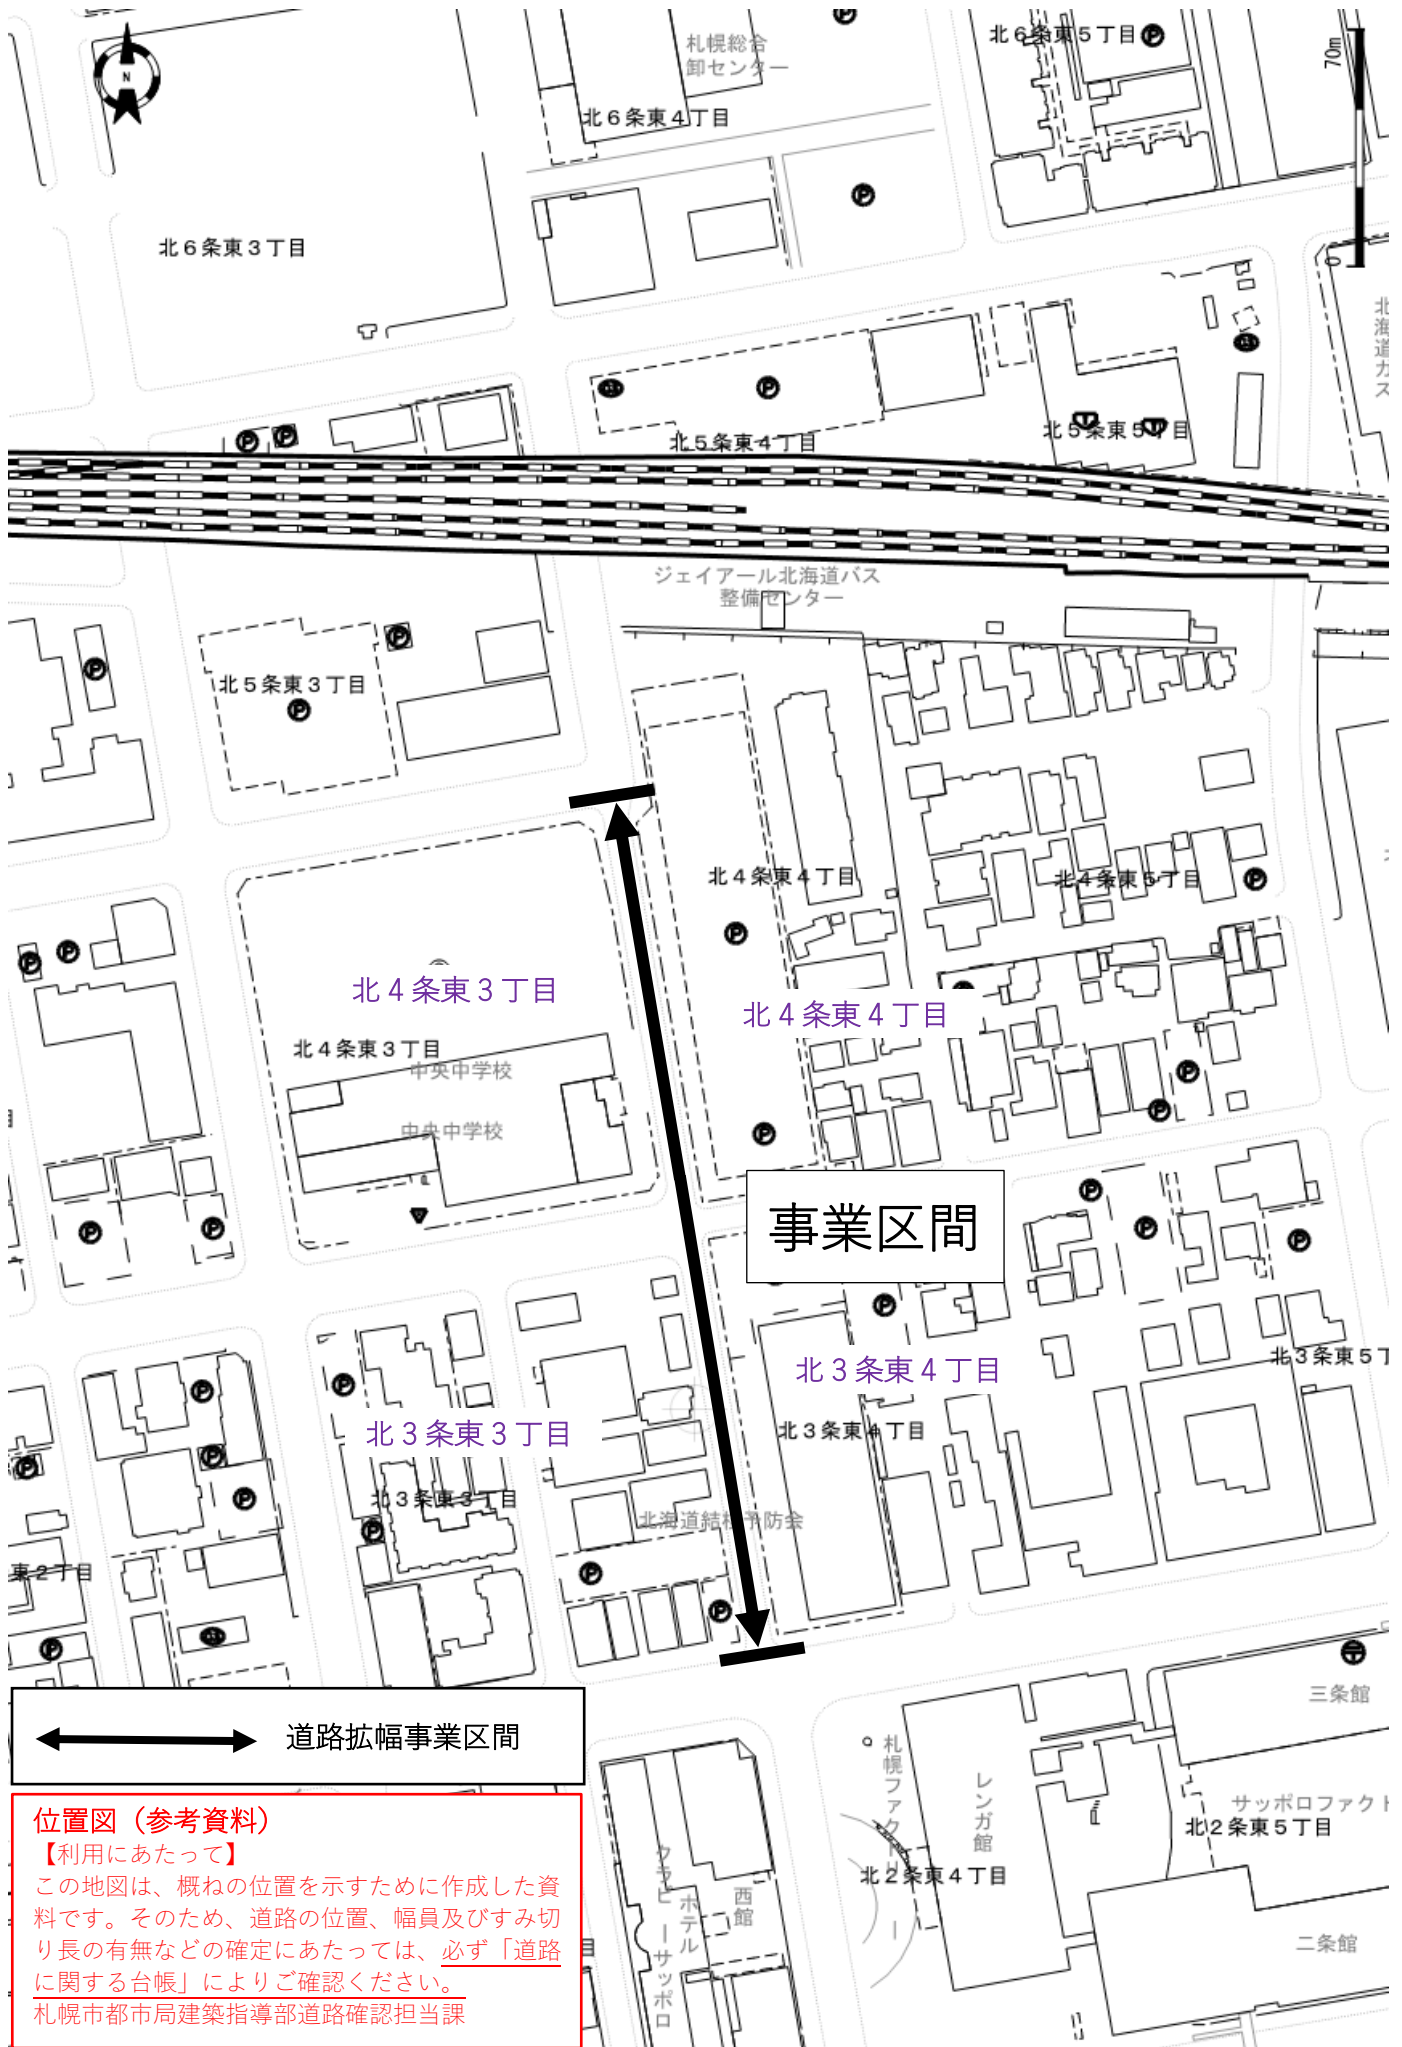 N
札幌総合
卸センター
北６条東５丁目
70m
0
北６条東４丁目
北６条東３丁目
北海道ガス
北５条東４丁目
北５条東５丁目
ジェイアール北海道バス
整備センター
北５条東３丁目
北４条東４丁目
北４条東５丁目
北４条東３丁目
北４条東４丁目
北４条東３丁目
中央中学校
中央中学校
事業区間
北３条東４丁目
北３条東５丁
北３条東３丁目
北３条東４丁目
北３条東３丁目
北海道結核予防会
東２丁目
三条館
道路拡幅事業区間
札幌ファクトリー
レンガ館
サッポロファクト
北２条東５丁目
北２条東４丁目
クラビーサッポロ
ホテル
西館
二条館
目
位置図（参考資料）
【利用にあたって】
この地図は、概ねの位置を示すために作成した資
料です。そのため、道路の位置、幅員及びすみ切
り長の有無などの確定にあたっては、必ず「道路
に関する台帳」によりご確認ください。
札幌市都市局建築指導部道路確認担当課